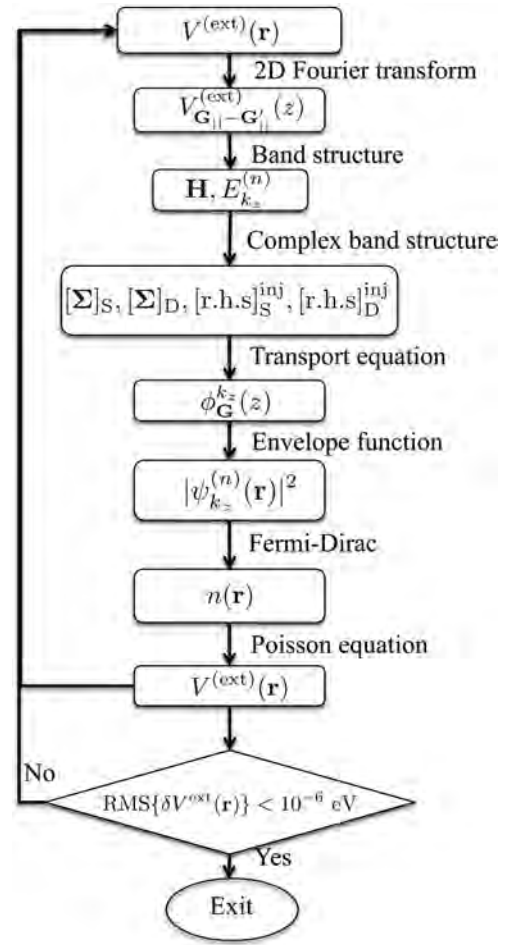 V^(ext)(r)
2D Fourier transform
V^(ext)_{G_||−G′_||}(z)
Band structure
H, E^(n)_{k_z}
Complex band structure
[Σ]_S, [Σ]_D, [r.h.s]^inj_S, [r.h.s]^inj_D
Transport equation
ϕ^{k_z}_G(z)
Envelope function
|ψ^(n)_{k_z}(r)|^2
Fermi-Dirac
n(r)
Poisson equation
V^(ext)(r)
No
RMS{δV^ext(r)} < 10^−6 eV
Yes
Exit